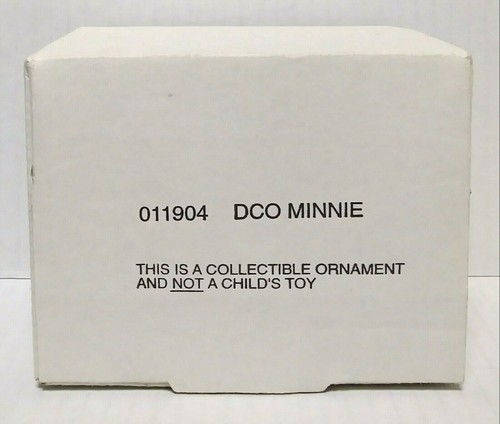 011904 DCO MINNIE
THIS IS A COLLECTIBLE ORNAMENT
AND NOT A CHILD'S TOY